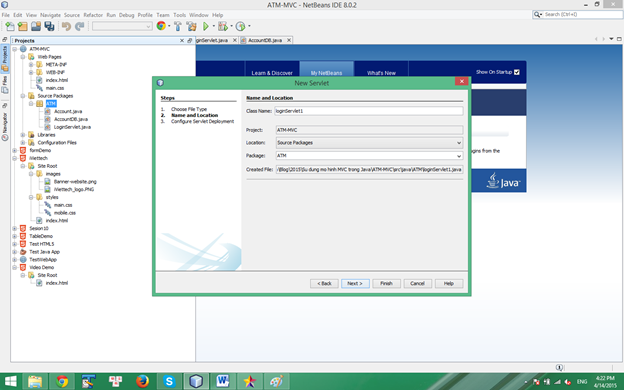 ATM-MVC - NetBeans IDE 8.0.2
File Edit View Navigate Source Refactor Run Debug Profile Team Tools Window Help
Search (Ctrl+I)
Projects
Files
Navigator
Projects
ginServlet.java
AccountDB.java
ATM-MVC
Web Pages
META-INF
WEB-INF
index.html
main.css
Source Packages
ATM
Account.java
AccountDB.java
LoginServlet.java
Libraries
Configuration Files
formDemo
iNettech
Site Root
images
Banner-website.png
iNettech_logo.PNG
styles
main.css
mobile.css
index.html
Sesion10
TableDemo
Test HTML5
Test Java App
TestWebApp
Video Demo
Site Root
index.html
Learn & Discover
My NetBeans
What's New
Show On Startup
ngins from the
Java
New Servlet
Steps
1. Choose File Type
2. Name and Location
3. Configure Servlet Deployment
Name and Location
Class Name: loginServlet1
Project: ATM-MVC
Location: Source Packages
Package: ATM
Created File: \Blog\2015\Su dung mo hinh MVC trong Java\ATM-MVC\src\java\ATM\loginServlet1.java
< Back
Next >
Finish
Cancel
Help
4:22 PM
4/14/2015